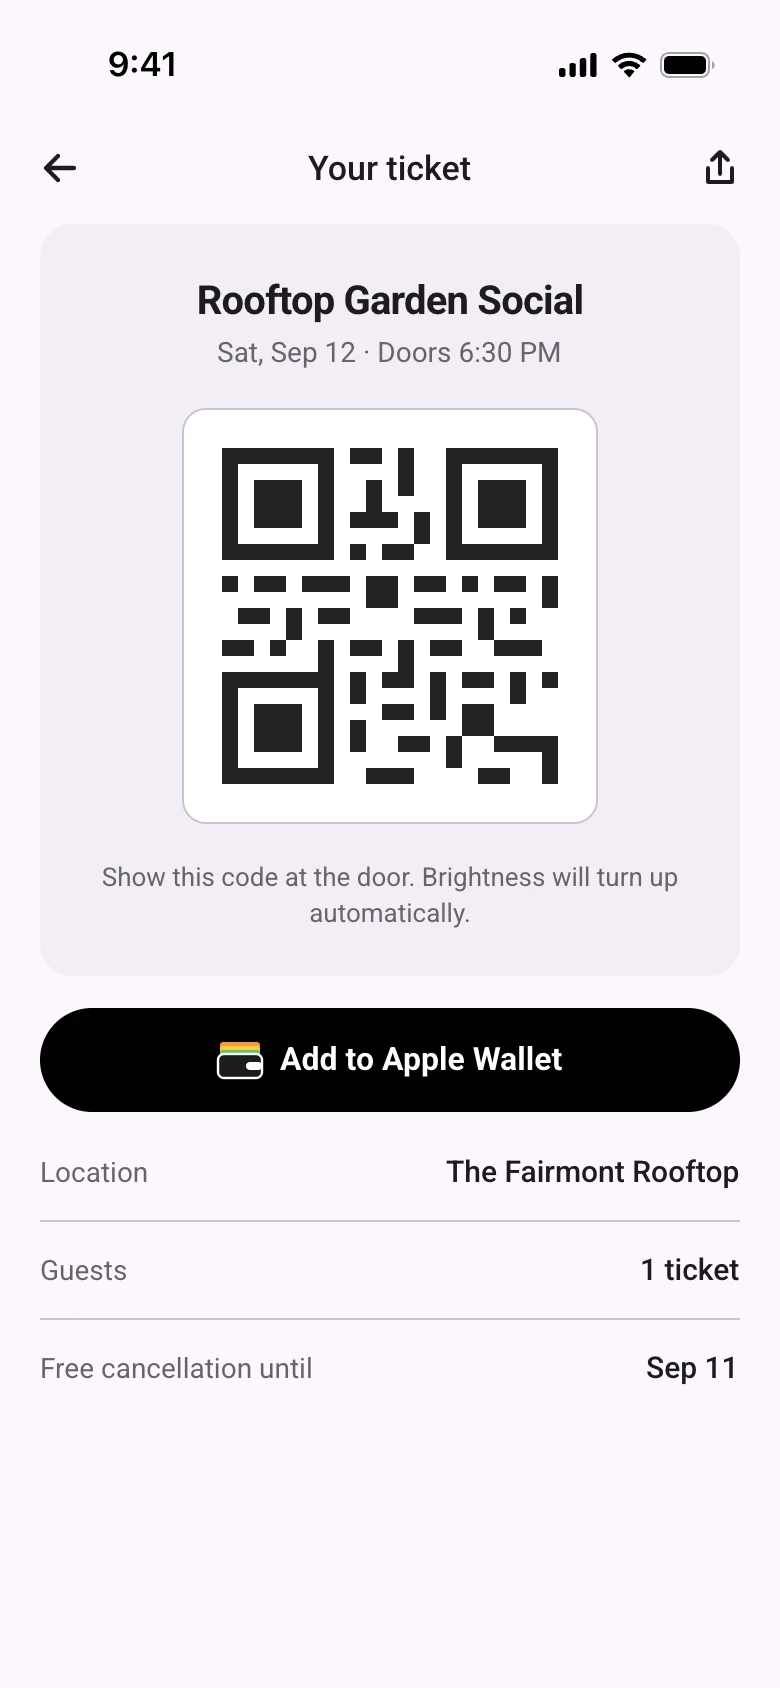 9:41
Your ticket
Rooftop Garden Social
Sat, Sep 12 · Doors 6:30 PM
Show this code at the door. Brightness will turn up
automatically.
Add to Apple Wallet
Location The Fairmont Rooftop
Guests 1 ticket
Free cancellation until Sep 11